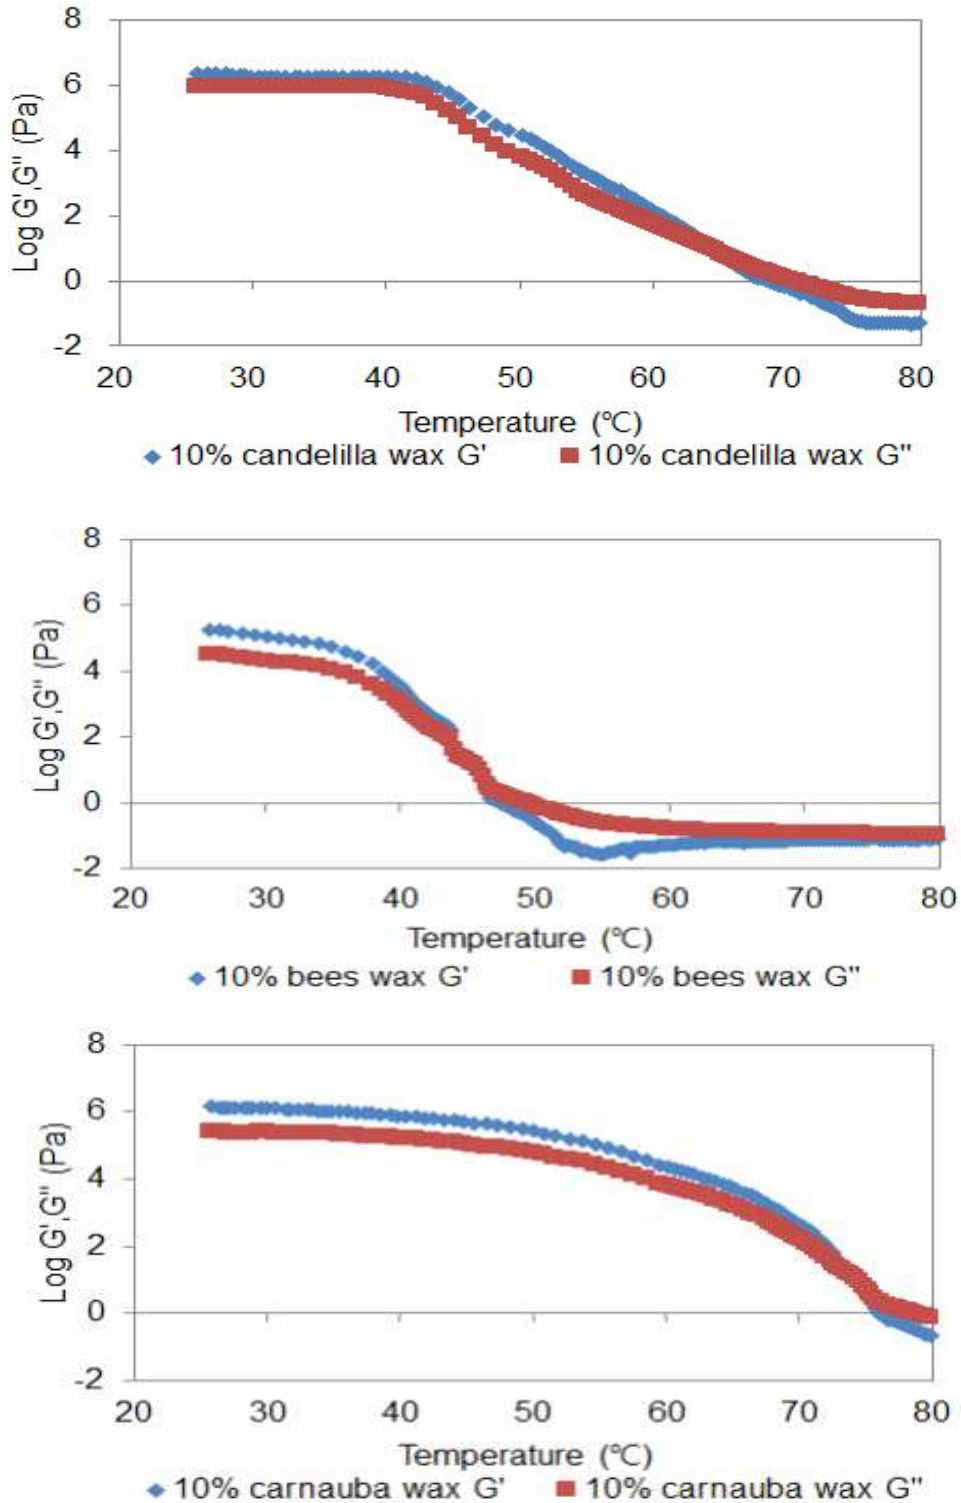 8
6
4
2
0
-2
Log G',G" (Pa)
20 30 40 50 60 70 80
Temperature (℃)
10% candelilla wax G' 10% candelilla wax G"
8
6
4
2
0
-2
Log G',G" (Pa)
20 30 40 50 60 70 80
Temperature (℃)
10% bees wax G' 10% bees wax G"
8
6
4
2
0
-2
Log G',G" (Pa)
20 30 40 50 60 70 80
Temperature (℃)
10% carnauba wax G' 10% carnauba wax G"